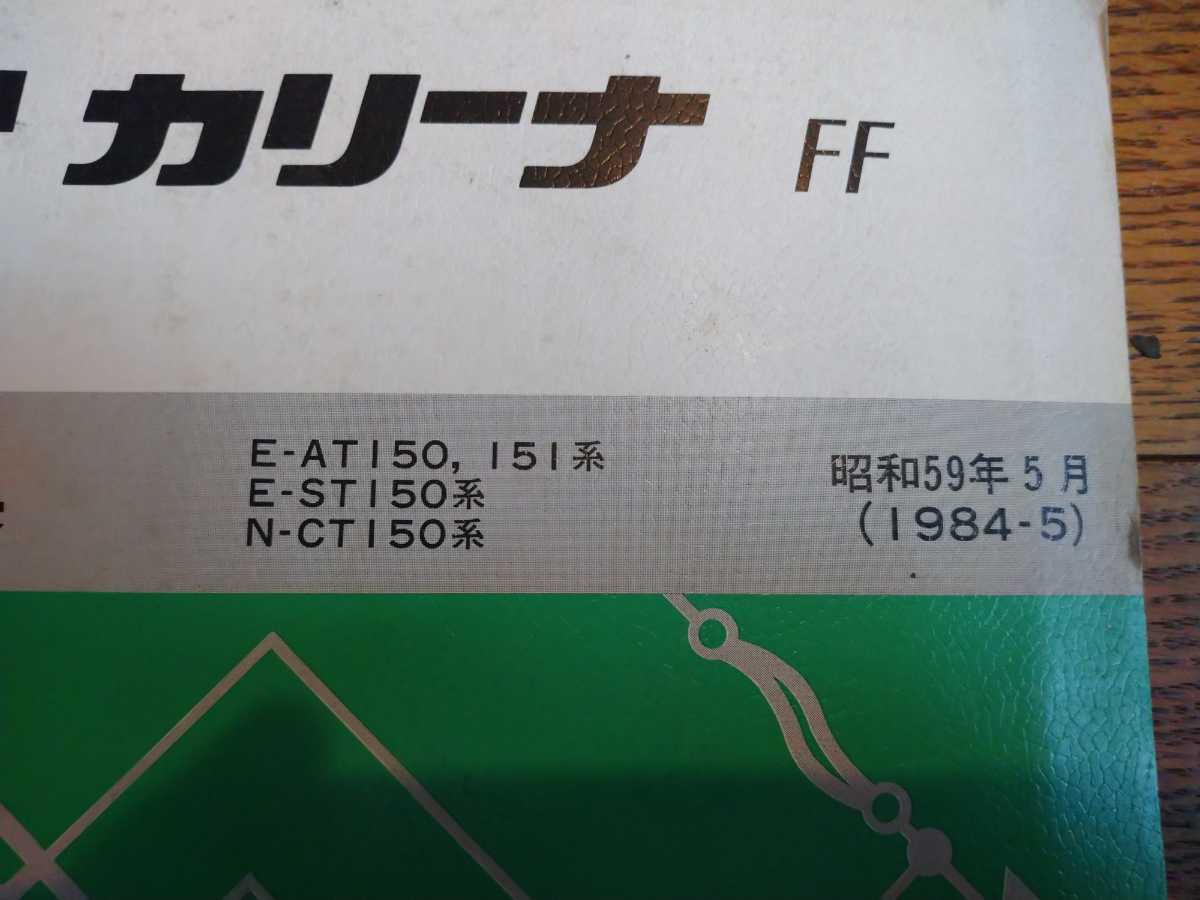 カリーナ FF
E-AT150, 151系
E-ST150系
N-CT150系
昭和59年5月
(1984-5)